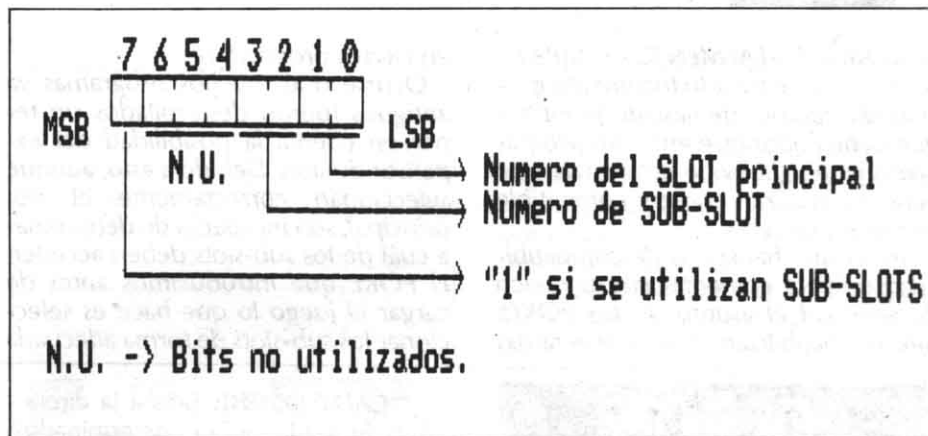 7 6 5 4 3 2 1 0
MSB LSB
N.U. Numero del SLOT principal
Numero de SUB-SLOT
"1" si se utilizan SUB-SLOTS
N.U. -> Bits no utilizados.